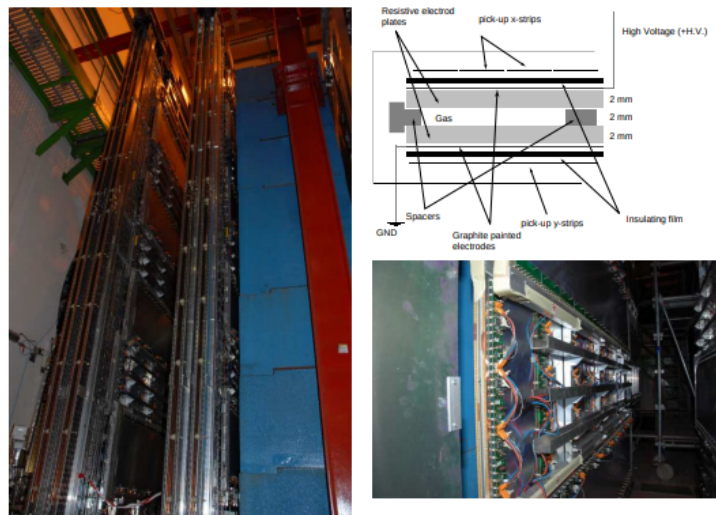 Resistive electrod
plates
pick-up x-strips
High Voltage (+H.V.)
Gas
2 mm
2 mm
2 mm
Spacers
GND
Graphite painted
electrodes
pick-up y-strips
Insulating film